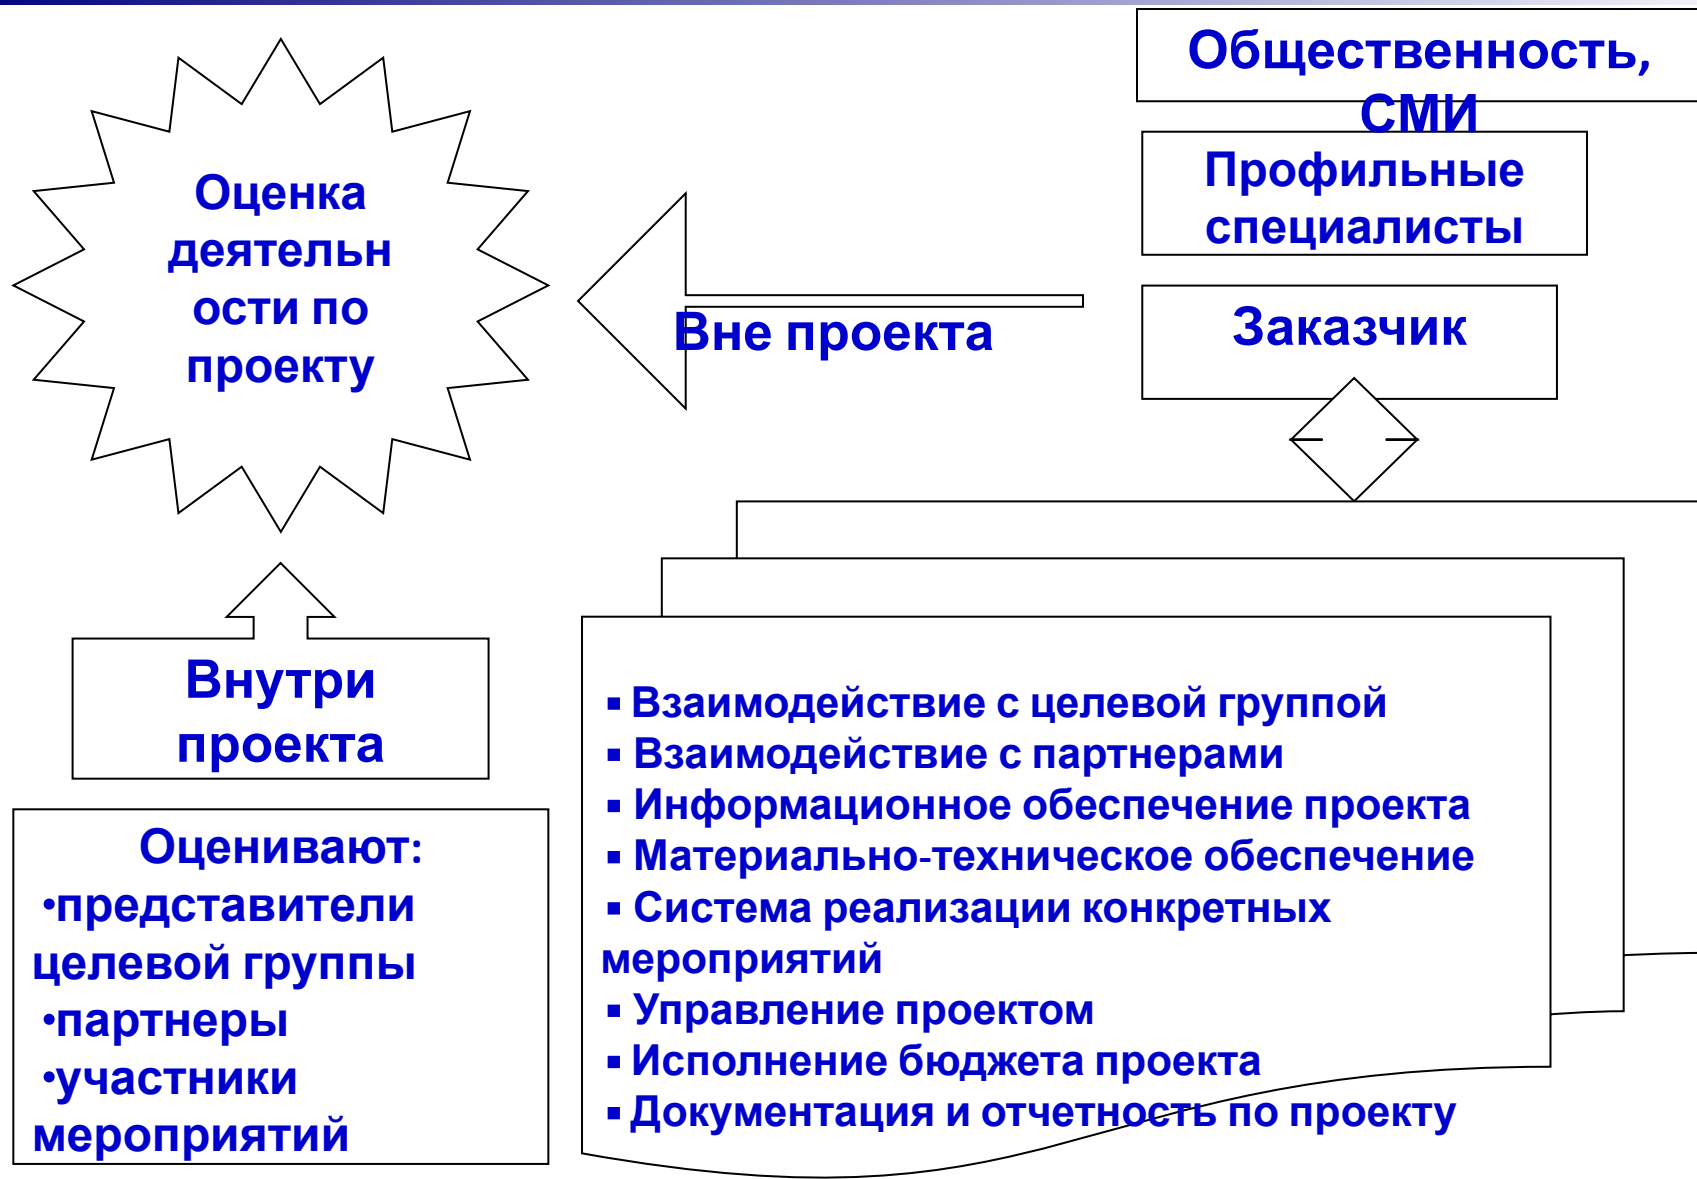 Общественность,
СМИ
Профильные
специалисты
Заказчик
Оценка
деятельн
ости по
проекту
Вне проекта
Внутри
проекта
Оценивают:
•представители
целевой группы
•партнеры
•участники
мероприятий
▪ Взаимодействие с целевой группой
▪ Взаимодействие с партнерами
▪ Информационное обеспечение проекта
▪ Материально-техническое обеспечение
▪ Система реализации конкретных
мероприятий
▪ Управление проектом
▪ Исполнение бюджета проекта
▪ Документация и отчетность по проекту